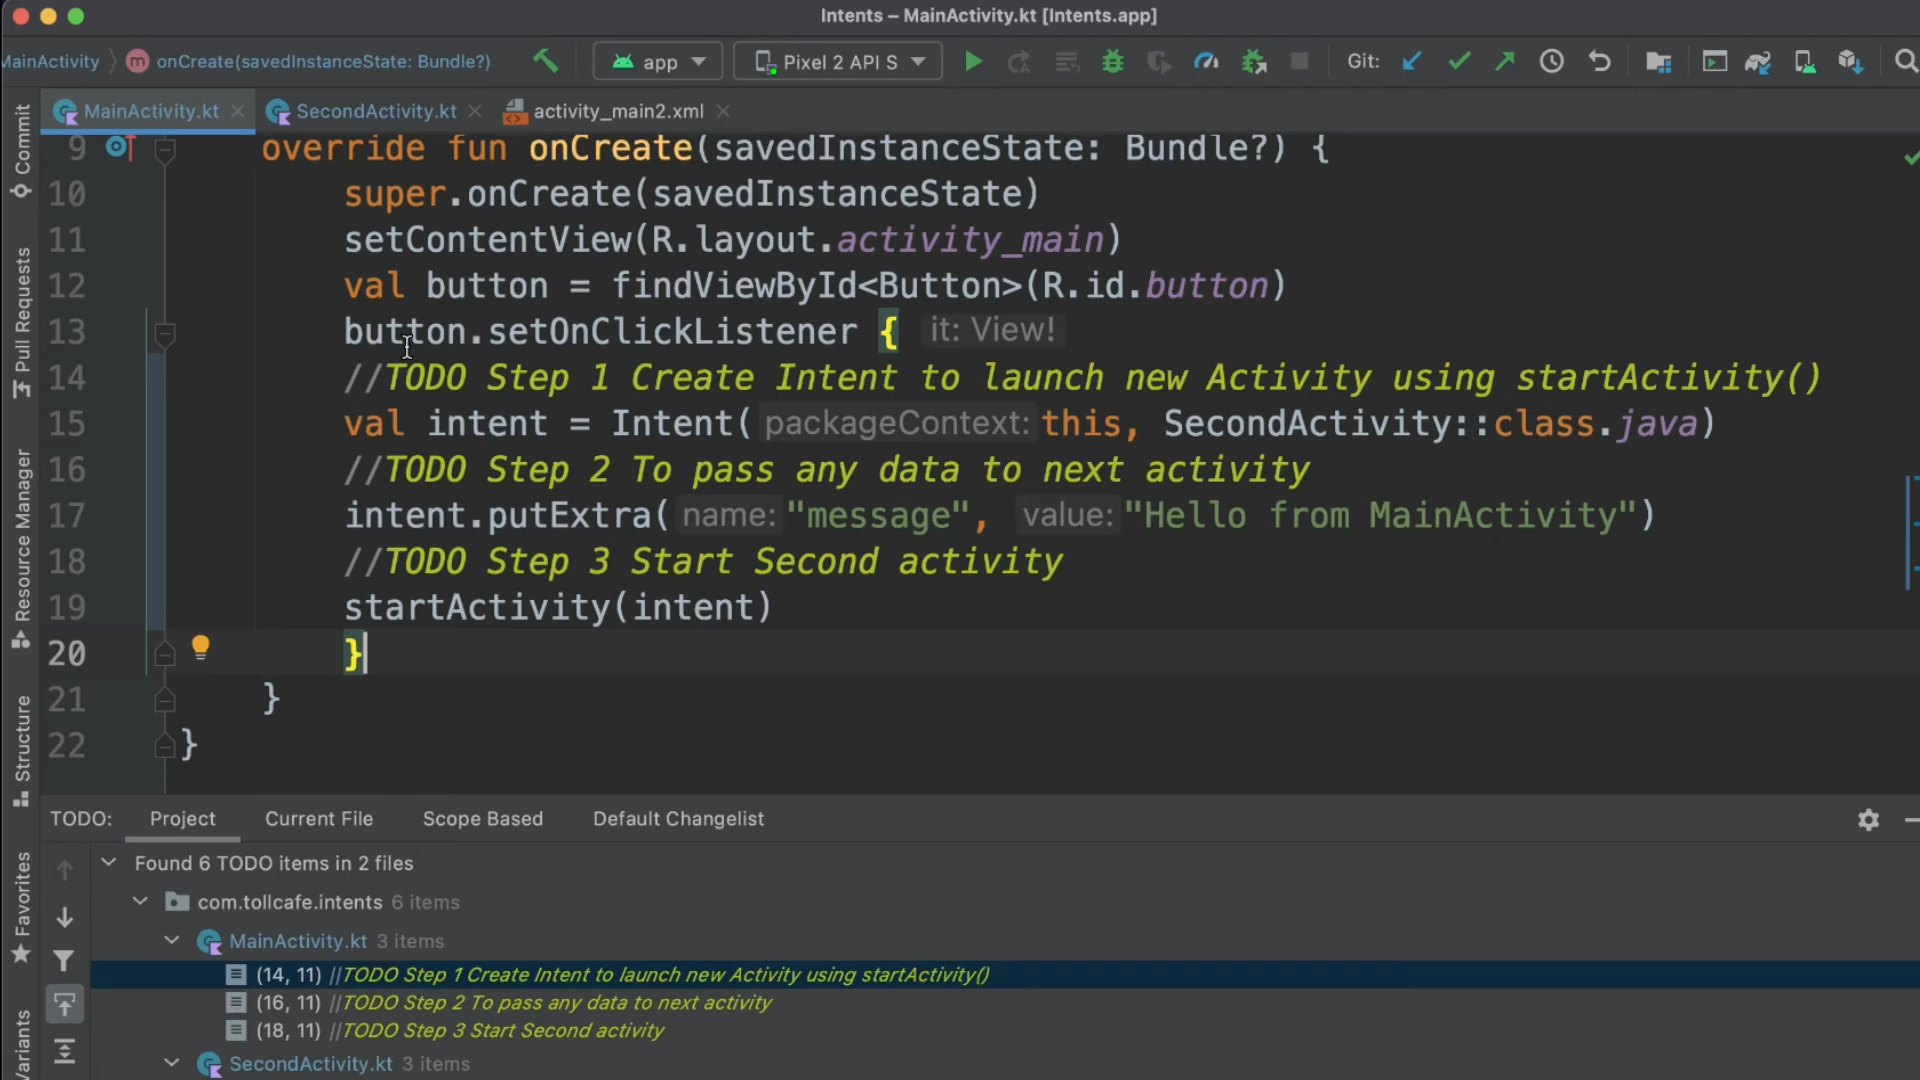 Intents – MainActivity.kt [Intents.app]
MainActivity
onCreate(savedInstanceState: Bundle?)
app
Pixel 2 API S
Git:
MainActivity.kt
SecondActivity.kt
activity_main2.xml
Commit
Pull Requests
Resource Manager
Structure
Favorites
Variants
9 override fun onCreate(savedInstanceState: Bundle?) {
10 super.onCreate(savedInstanceState)
11 setContentView(R.layout.activity_main)
12 val button = findViewById<Button>(R.id.button)
13 button.setOnClickListener { it: View!
14 //TODO Step 1 Create Intent to launch new Activity using startActivity()
15 val intent = Intent( packageContext: this, SecondActivity::class.java)
16 //TODO Step 2 To pass any data to next activity
17 intent.putExtra( name: "message", value: "Hello from MainActivity")
18 //TODO Step 3 Start Second activity
19 startActivity(intent)
20 }
21 }
22 }
TODO: Project Current File Scope Based Default Changelist
Found 6 TODO items in 2 files
com.tollcafe.intents 6 items
MainActivity.kt 3 items
(14, 11) //TODO Step 1 Create Intent to launch new Activity using startActivity()
(16, 11) //TODO Step 2 To pass any data to next activity
(18, 11) //TODO Step 3 Start Second activity
SecondActivity.kt 3 items